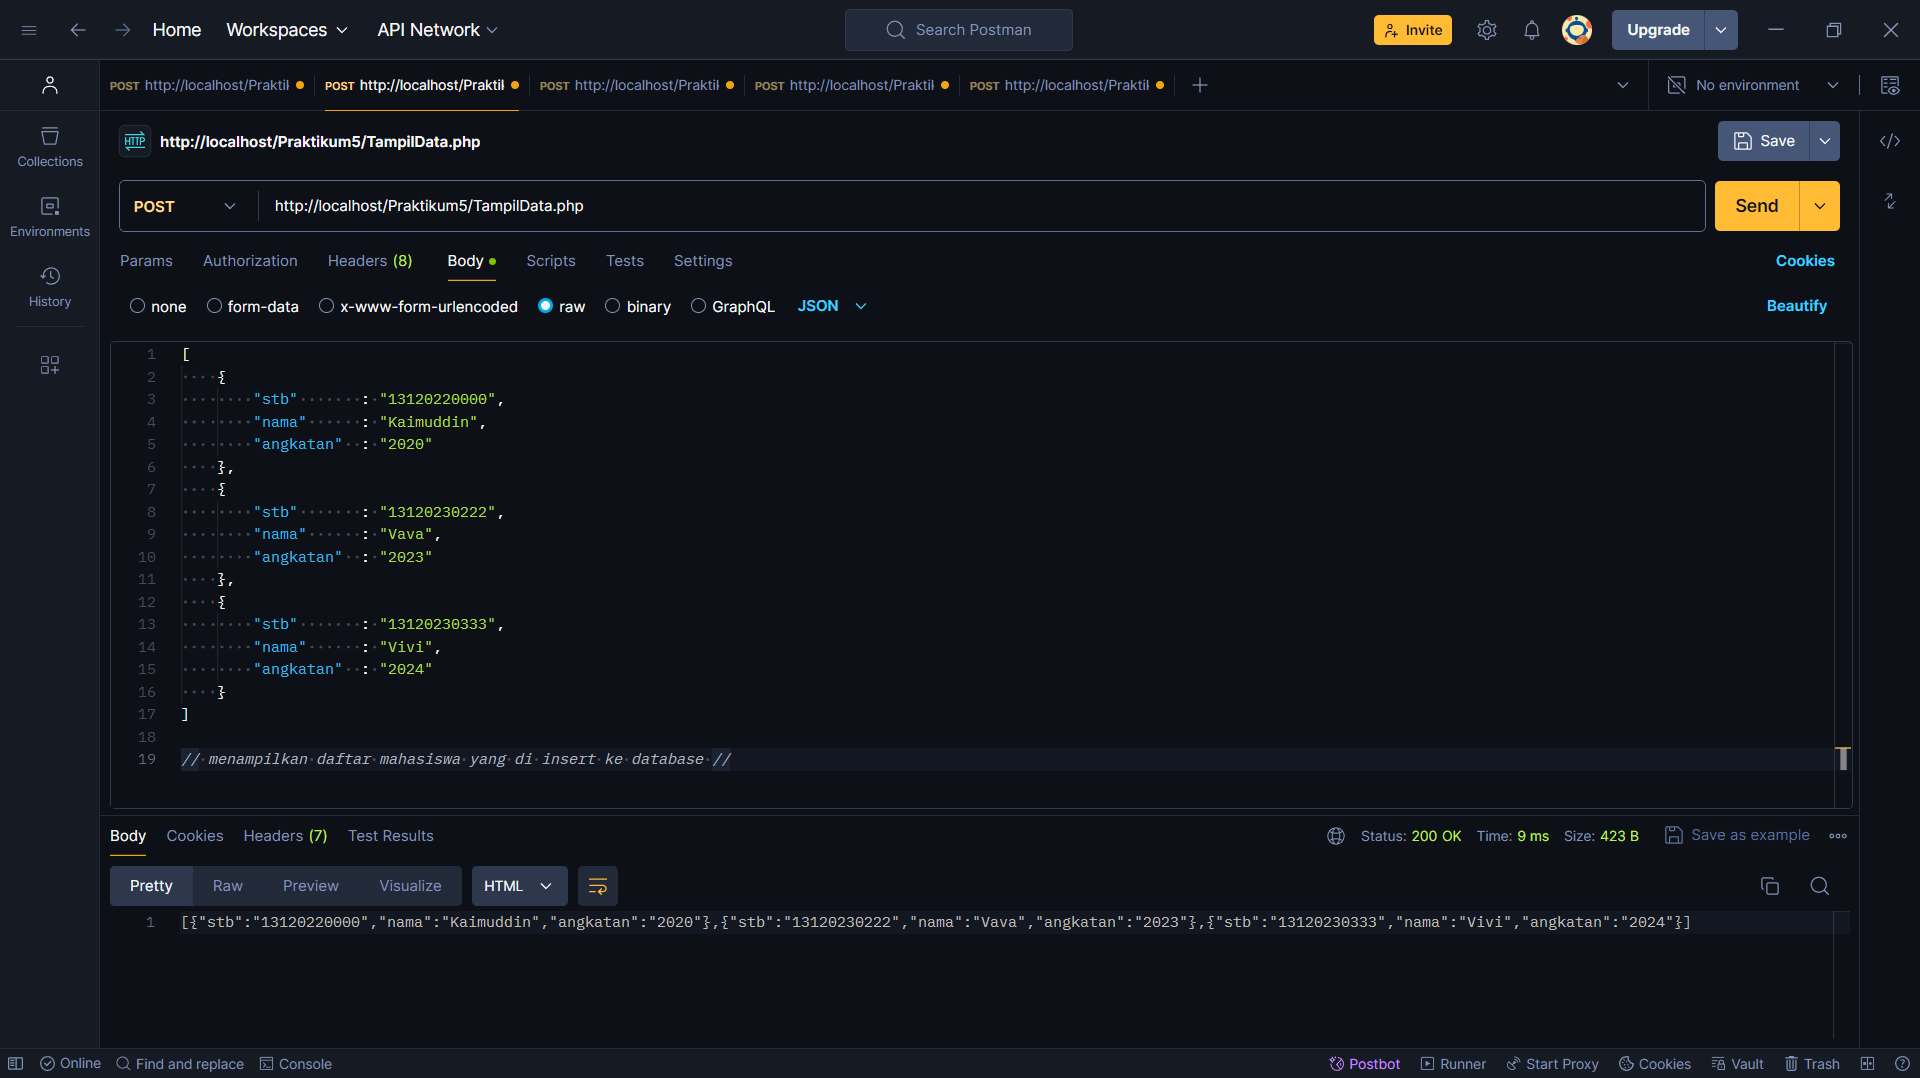 Home Workspaces API Network Search Postman Invite Upgrade
POST http://localhost/Praktik POST http://localhost/Praktik POST http://localhost/Praktik POST http://localhost/Praktik POST http://localhost/Praktik No environment
Collections
Environments
History
HTTP http://localhost/Praktikum5/TampilData.php Save
POST http://localhost/Praktikum5/TampilData.php Send
Params Authorization Headers (8) Body Scripts Tests Settings Cookies
none form-data x-www-form-urlencoded raw binary GraphQL JSON Beautify
1 [
2 {
3 "stb" : "13120220000",
4 "nama" : "Kaimuddin",
5 "angkatan" : "2020"
6 },
7 {
8 "stb" : "13120230222",
9 "nama" : "Vava",
10 "angkatan" : "2023"
11 },
12 {
13 "stb" : "13120230333",
14 "nama" : "Vivi",
15 "angkatan" : "2024"
16 }
17 ]
18
19 // menampilkan daftar mahasiswa yang di insert ke database //
Body Cookies Headers (7) Test Results Status: 200 OK Time: 9 ms Size: 423 B Save as example
Pretty Raw Preview Visualize HTML
1 [{"stb":"13120220000","nama":"Kaimuddin","angkatan":"2020"},{"stb":"13120230222","nama":"Vava","angkatan":"2023"},{"stb":"13120230333","nama":"Vivi","angkatan":"2024"}]
Online Find and replace Console Postbot Runner Start Proxy Cookies Vault Trash